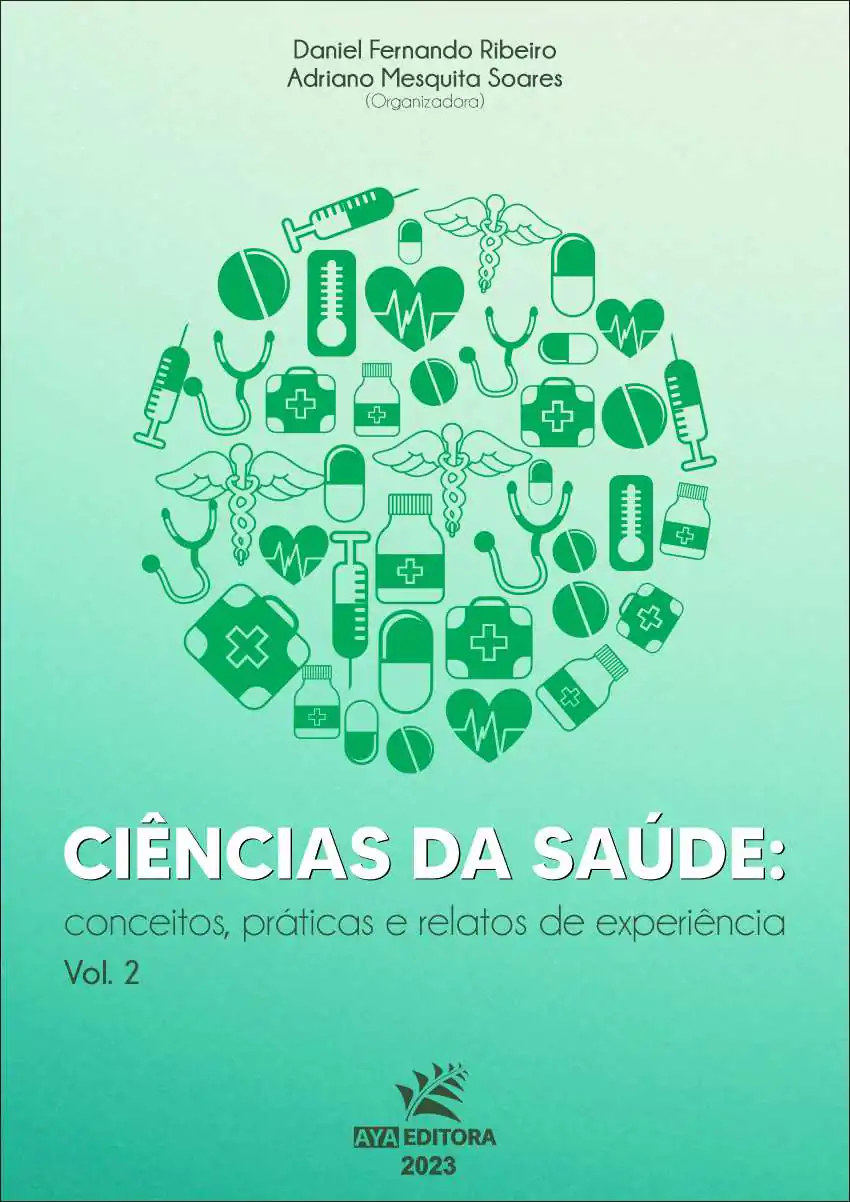 Daniel Fernando Ribeiro
Adriano Mesquita Soares
(Organizadora)
CIÊNCIAS DA SAÚDE:
conceitos, práticas e relatos de experiência
Vol. 2
AYA EDITORA
2023